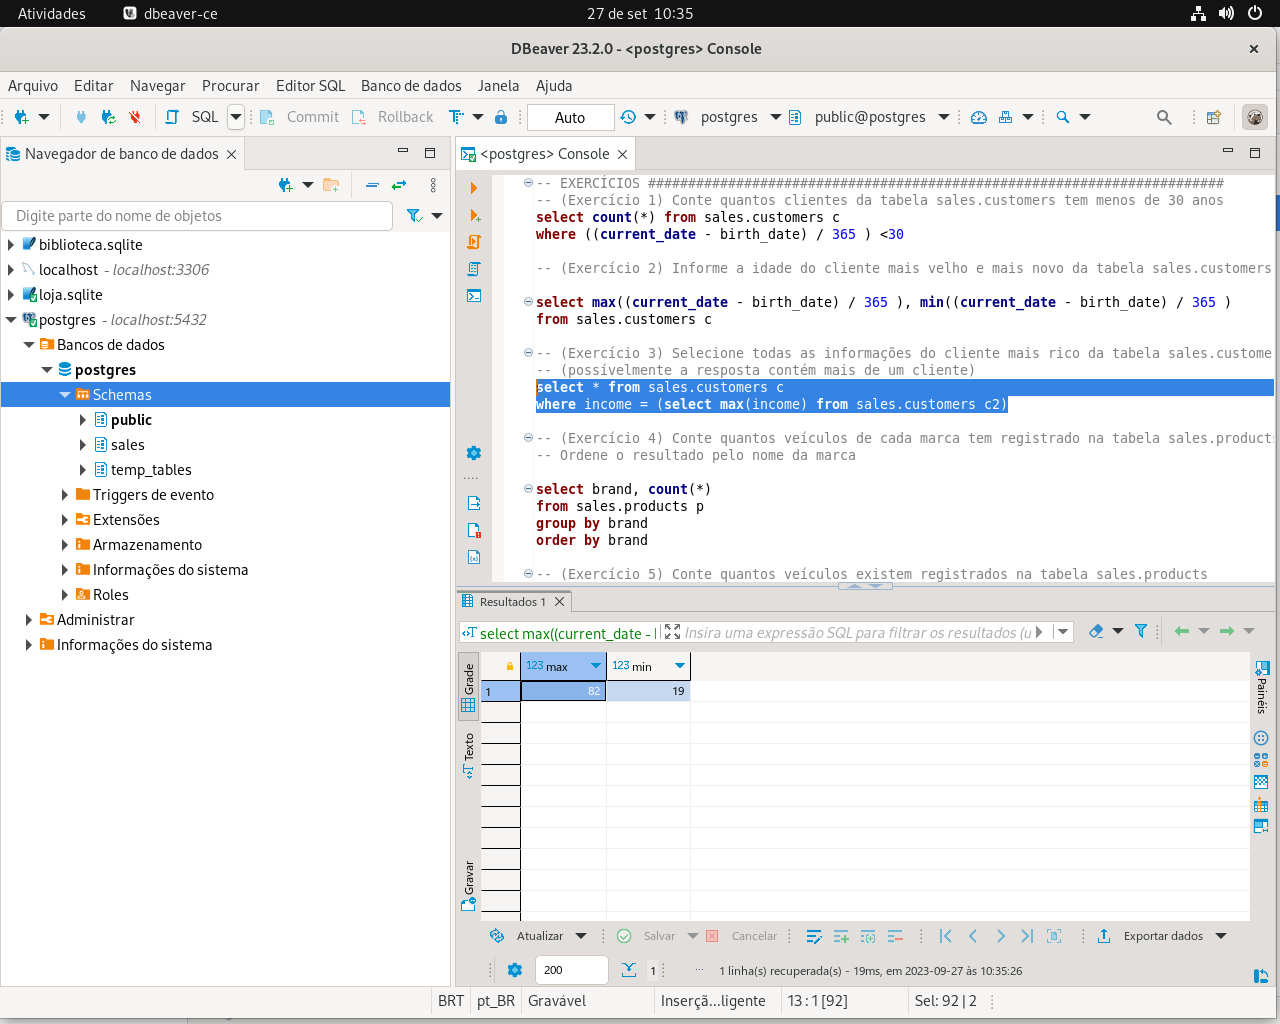 Atividades
dbeaver-ce
27 de set 10:35
DBeaver 23.2.0 - <postgres> Console
Arquivo Editar Navegar Procurar Editor SQL Banco de dados Janela Ajuda
SQL Commit Rollback Auto postgres public@postgres
Navegador de banco de dados
<postgres> Console
Digite parte do nome de objetos
biblioteca.sqlite
localhost - localhost:3306
loja.sqlite
postgres - localhost:5432
Bancos de dados
postgres
Schemas
public
sales
temp_tables
Triggers de evento
Extensões
Armazenamento
Informações do sistema
Roles
Administrar
Informações do sistema
-- EXERCÍCIOS ########################################################################
-- (Exercício 1) Conte quantos clientes da tabela sales.customers tem menos de 30 anos
select count(*) from sales.customers c
where ((current_date - birth_date) / 365 ) <30
-- (Exercício 2) Informe a idade do cliente mais velho e mais novo da tabela sales.customers
select max((current_date - birth_date) / 365 ), min((current_date - birth_date) / 365 )
from sales.customers c
-- (Exercício 3) Selecione todas as informações do cliente mais rico da tabela sales.custome
-- (possívelmente a resposta contém mais de um cliente)
select * from sales.customers c
where income = (select max(income) from sales.customers c2)
-- (Exercício 4) Conte quantos veículos de cada marca tem registrado na tabela sales.products
-- Ordene o resultado pelo nome da marca
select brand, count(*)
from sales.products p
group by brand
order by brand
-- (Exercício 5) Conte quantos veículos existem registrados na tabela sales.products
Resultados 1
select max((current_date -
Insira uma expressão SQL para filtrar os resultados (u
Grade
Texto
Gravar
123 max 123 min
1 82 19
Painéis
Atualizar Salvar Cancelar Exportar dados
200
1
1 linha(s) recuperada(s) - 19ms, em 2023-09-27 às 10:35:26
BRT pt_BR Gravável Inserçã...ligente 13 : 1 [92] Sel: 92 | 2